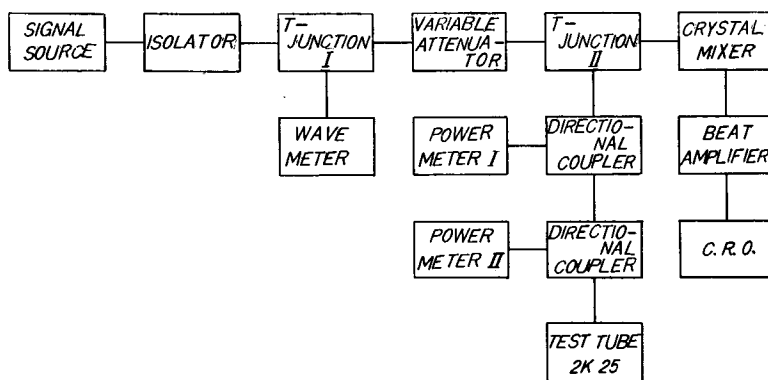 SIGNAL
SOURCE
ISOLATOR
T-
JUNCTION
I
VARIABLE
ATTENUA-
TOR
T-
JUNCTION
II
CRYSTAL
MIXER
WAVE
METER
POWER
METER I
DIRECTIO-
NAL
COUPLER
BEAT
AMPLIFIER
POWER
METER II
DIRECTIO-
NAL
COUPLER
C.R.O.
TEST TUBE
2K 25